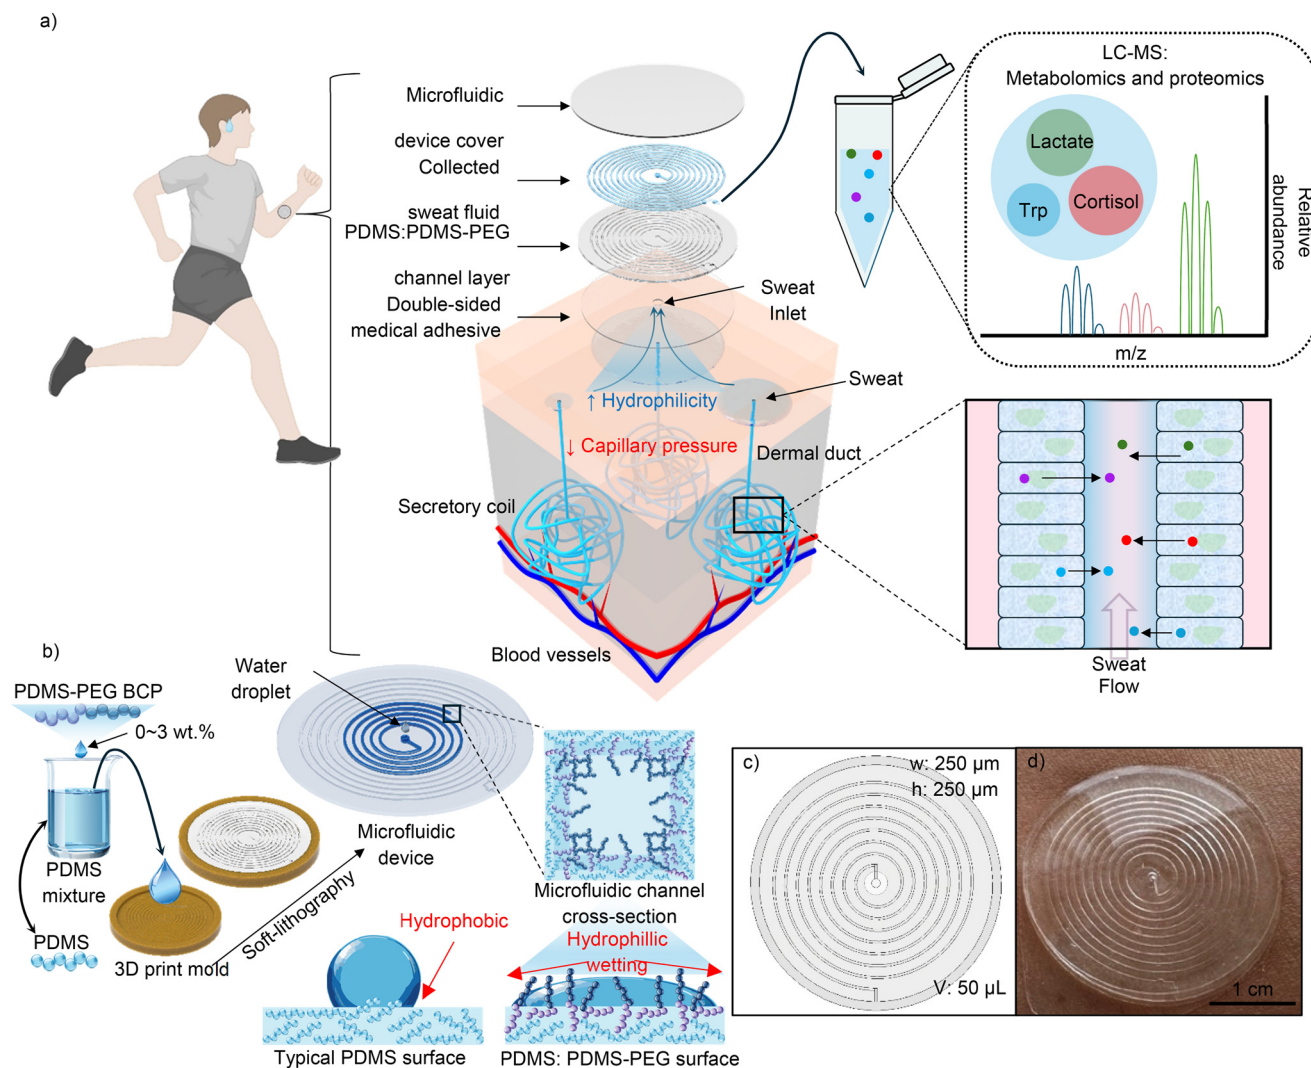 a)
Microfluidic
device cover
Collected
sweat fluid
PDMS:PDMS-PEG
channel layer
Double-sided
medical adhesive
Sweat
Inlet
Sweat
↑ Hydrophilicity
↓ Capillary pressure
Dermal duct
Secretory coil
Blood vessels
LC-MS:
Metabolomics and proteomics
Lactate
Trp
Cortisol
Relative
abundance
m/z
Sweat
Flow
b)
PDMS-PEG BCP
0~3 wt.%
PDMS
mixture
PDMS
3D print mold
Soft-lithography
Water
droplet
Microfluidic
device
Microfluidic channel
cross-section
Hydrophobic
Hydrophillic
wetting
Typical PDMS surface
PDMS: PDMS-PEG surface
c)
w: 250 µm
h: 250 µm
V: 50 µL
d)
1 cm